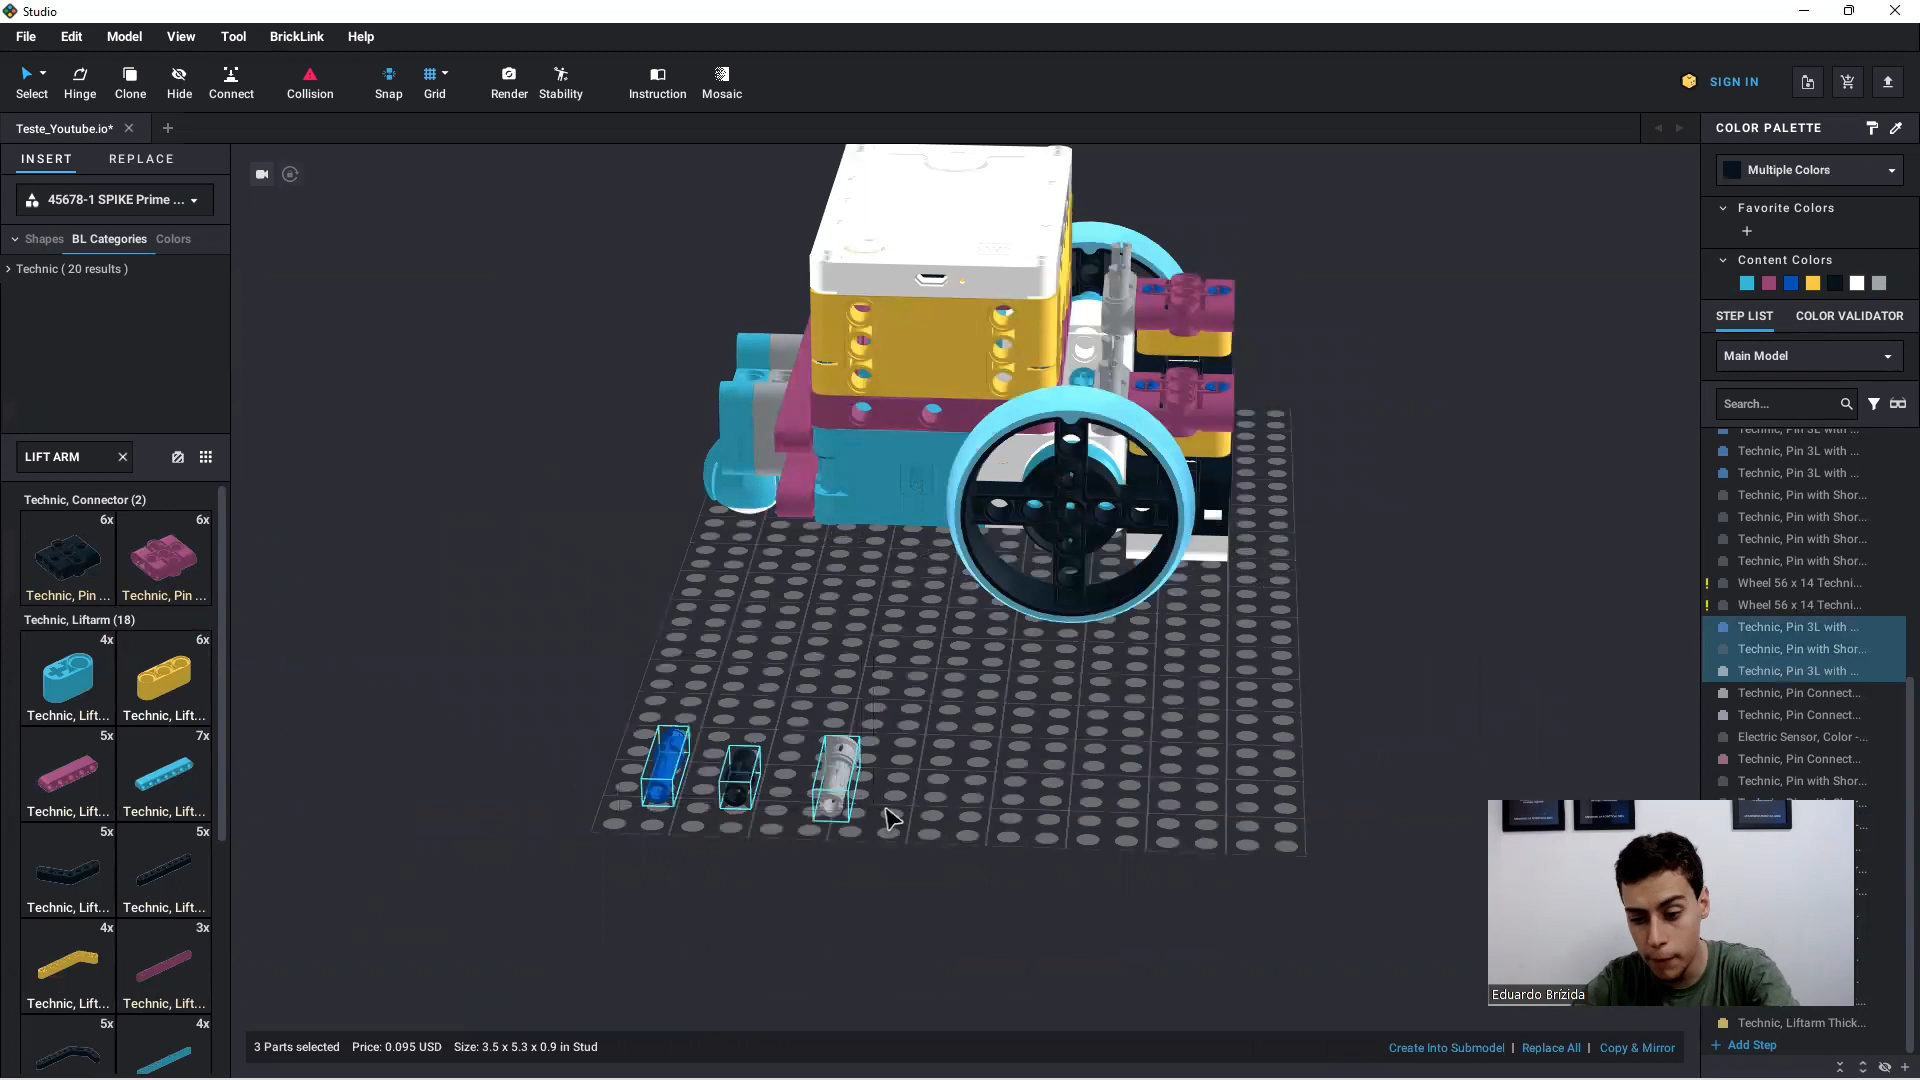 Studio
File Edit Model View Tool BrickLink Help
Select Hinge Clone Hide Connect Collision Snap Grid Render Stability Instruction Mosaic
SIGN IN
Teste_Youtube.io*
INSERT REPLACE
45678-1 SPIKE Prime ...
Shapes BL Categories Colors
Technic ( 20 results )
LIFT ARM
Technic, Connector (2)
6x 6x
Technic, Pin ... Technic, Pin ...
Technic, Liftarm (18)
4x 6x
Technic, Lift... Technic, Lift...
5x 7x
Technic, Lift... Technic, Lift...
5x 5x
Technic, Lift... Technic, Lift...
4x 3x
Technic, Lift... Technic, Lift...
5x 4x
3 Parts selected Price: 0.095 USD Size: 3.5 x 5.3 x 0.9 in Stud
Create Into Submodel | Replace All | Copy & Mirror
COLOR PALETTE
Multiple Colors
Favorite Colors
+
Content Colors
STEP LIST COLOR VALIDATOR
Main Model
Search...
Technic, Pin 3L with ...
Technic, Pin 3L with ...
Technic, Pin 3L with ...
Technic, Pin with Shor...
Technic, Pin with Shor...
Technic, Pin with Shor...
Technic, Pin with Shor...
! Wheel 56 x 14 Techni...
! Wheel 56 x 14 Techni...
Technic, Pin 3L with ...
Technic, Pin with Shor...
Technic, Pin 3L with ...
Technic, Pin Connect...
Technic, Pin Connect...
Electric Sensor, Color -...
Technic, Pin Connect...
Technic, Pin with Shor...
Eduardo Brízida
Technic, Liftarm Thick...
+ Add Step